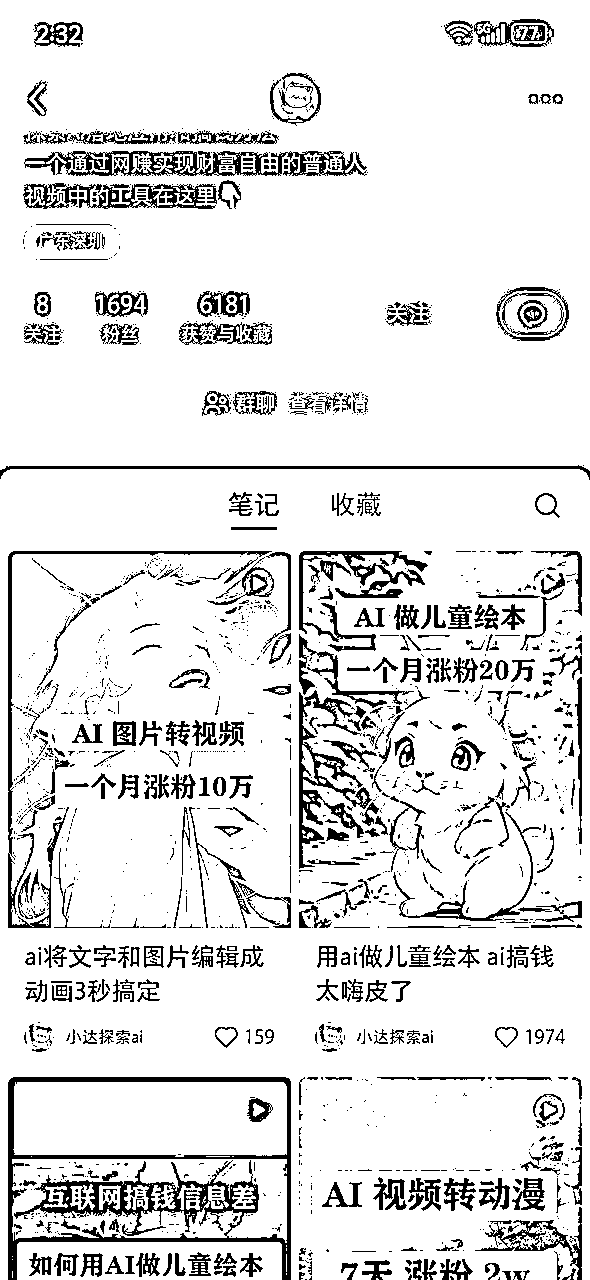 2:32
5G
77
一个通过网赚实现财富自由的普通人
视频中的工具在这里👇
广东深圳
8 1694 6181 关注
关注 粉丝 获赞与收藏
群聊 查看详情
笔记 收藏
AI 图片转视频
一个月涨粉10万
ai将文字和图片编辑成
动画3秒搞定
小达探索ai 159
AI 做儿童绘本
一个月涨粉20万
用ai做儿童绘本 ai搞钱
太嗨皮了
小达探索ai 1974
互联网搞钱信息差
如何用AI做儿童绘本
AI 视频转动漫
7天 涨粉 2w